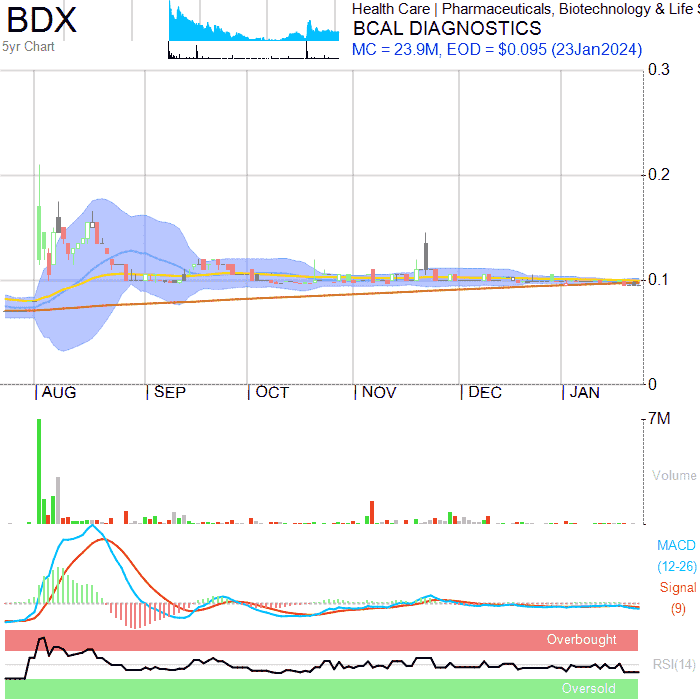 BDX
5yr Chart
Health Care | Pharmaceuticals, Biotechnology & Life S
BCAL DIAGNOSTICS
MC = 23.9M, EOD = $0.095 (23Jan2024)
0.3
0.2
0.1
0
AUG SEP OCT NOV DEC JAN
7M
Volume
MACD
(12-26)
Signal
(9)
Overbought
RSI(14)
Oversold